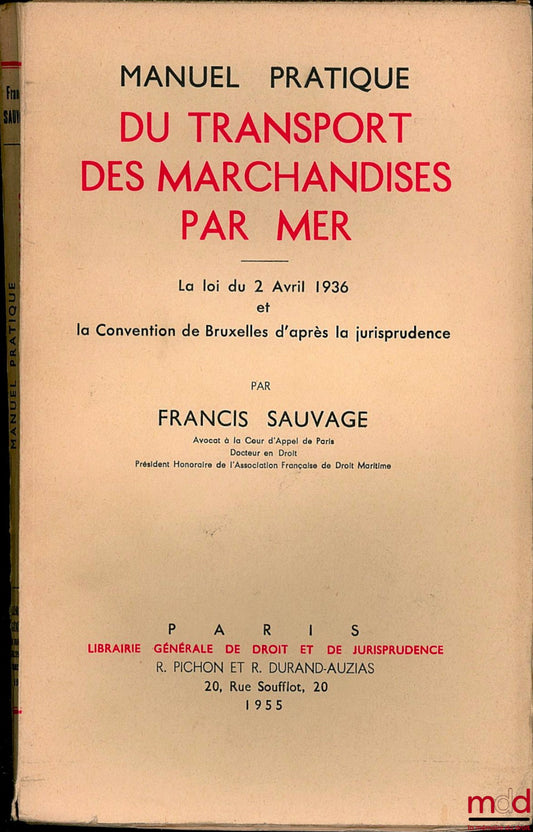 MANUEL PRATIQUE
DU TRANSPORT
DES MARCHANDISES
PAR MER
La loi du 2 Avril 1936
et
la Convention de Bruxelles d'après la jurisprudence
PAR
FRANCIS SAUVAGE
Avocat à la Cour d'Appel de Paris
Docteur en Droit
Président Honoraire de l'Association Française de Droit Maritime
PARIS
LIBRAIRIE GÉNÉRALE DE DROIT ET DE JURISPRUDENCE
R. PICHON ET R. DURAND-AUZIAS
20, Rue Soufflot, 20
1955
MANUEL PRATIQUE
mdd